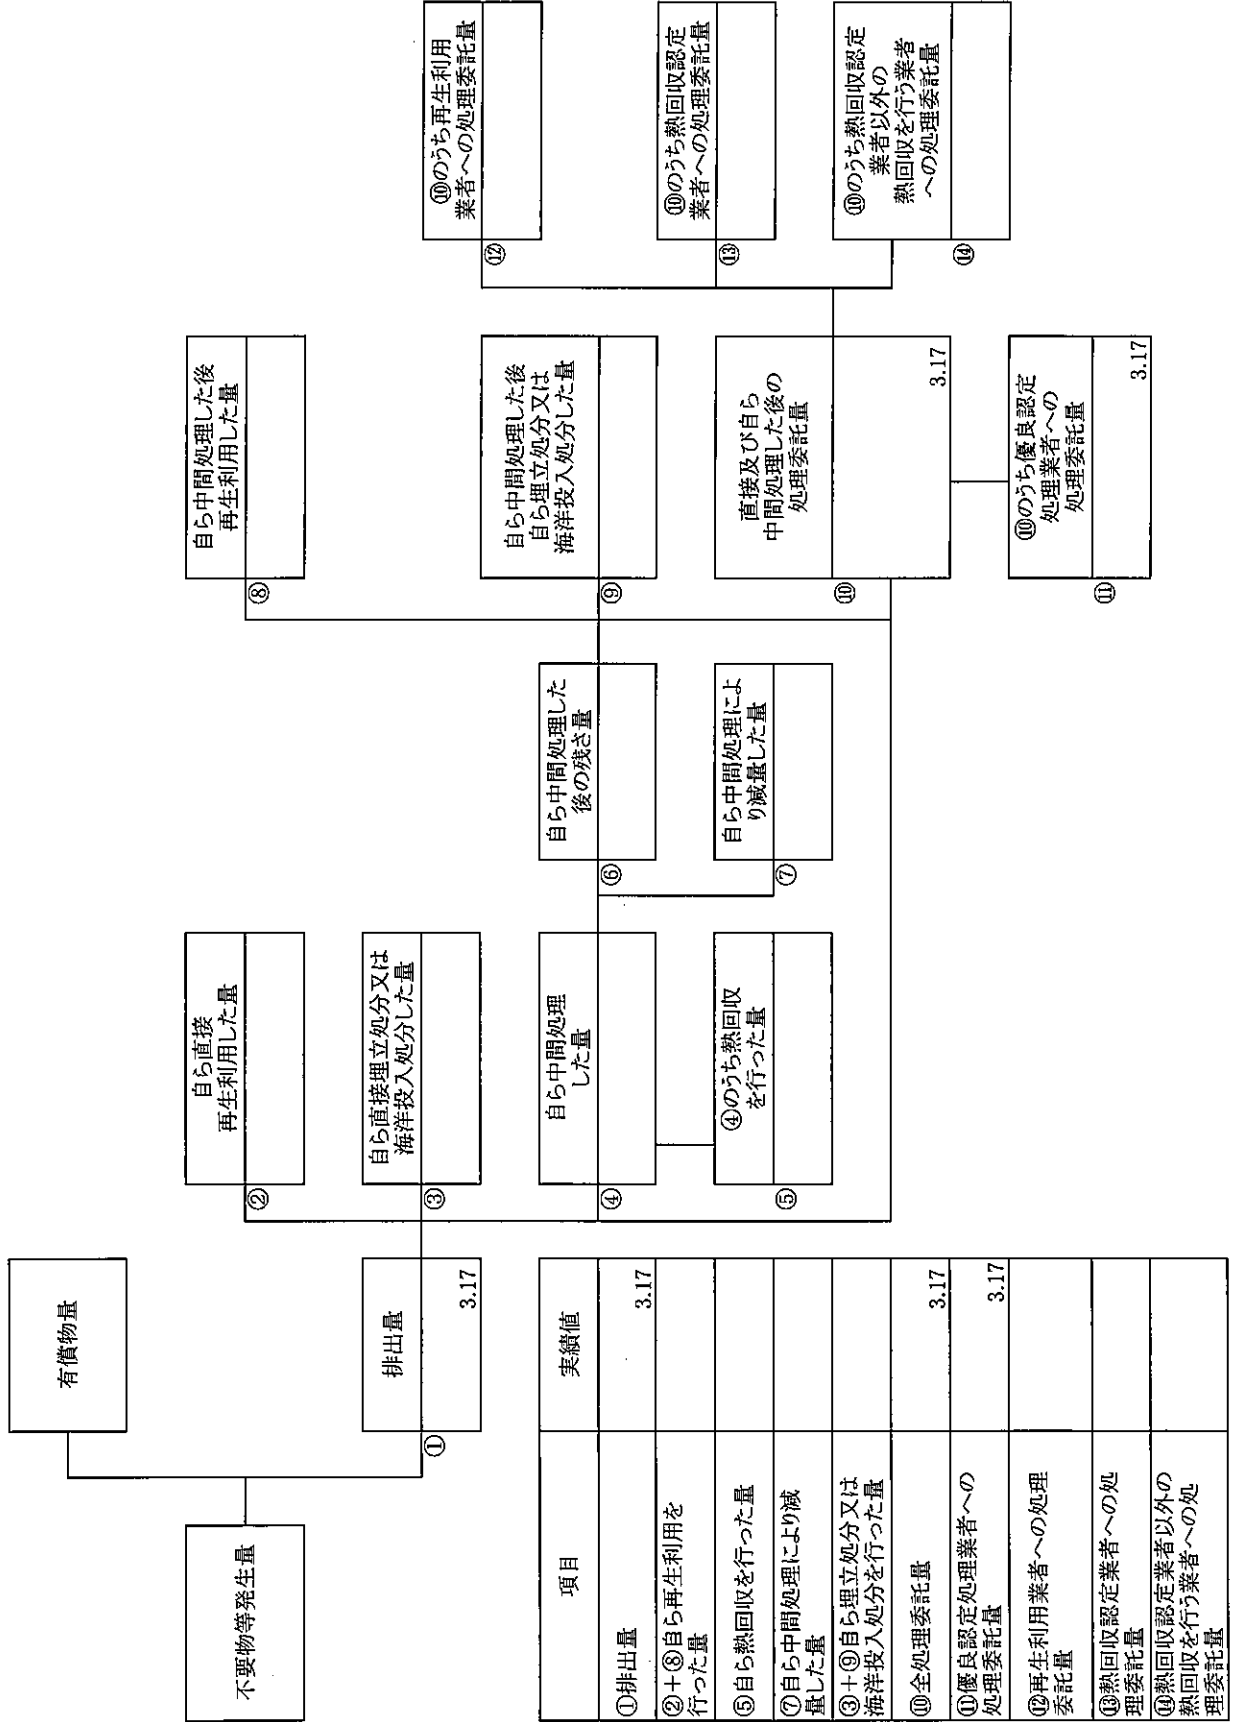 不要物等発生量
有償物量
排出量
①
3.17
自ら直接
再生利用した量
②
自ら直接埋立処分又は
海洋投入処分した量
③
自ら中間処理
した量
④
④のうち熱回収
を行った量
⑤
自ら中間処理した
後の残さ量
⑥
自ら中間処理によ
り減量した量
⑦
自ら中間処理した後
再生利用した量
⑧
自ら中間処理した後
自ら埋立処分又は
海洋投入処分した量
⑨
直接及び自ら
中間処理した後の
処理委託量
⑩
3.17
⑩のうち優良認定
処理業者への
処理委託量
⑪
3.17
⑩のうち再生利用
業者への処理委託量
⑫
⑩のうち熱回収認定
業者への処理委託量
⑬
⑩のうち熱回収認定
業者以外の
熱回収を行う業者
への処理委託量
⑭
項目
実績値
①排出量
3.17
②+⑧自ら再生利用を
行った量
⑤自ら熱回収を行った量
⑦自ら中間処理により減
量した量
③+⑨自ら埋立処分又は
海洋投入処分を行った量
⑩全処理委託量
3.17
⑪優良認定処理業者への
処理委託量
3.17
⑫再生利用業者への処理
委託量
⑬熱回収認定業者への処
理委託量
⑭熱回収認定業者以外の
熱回収を行う業者への処
理委託量